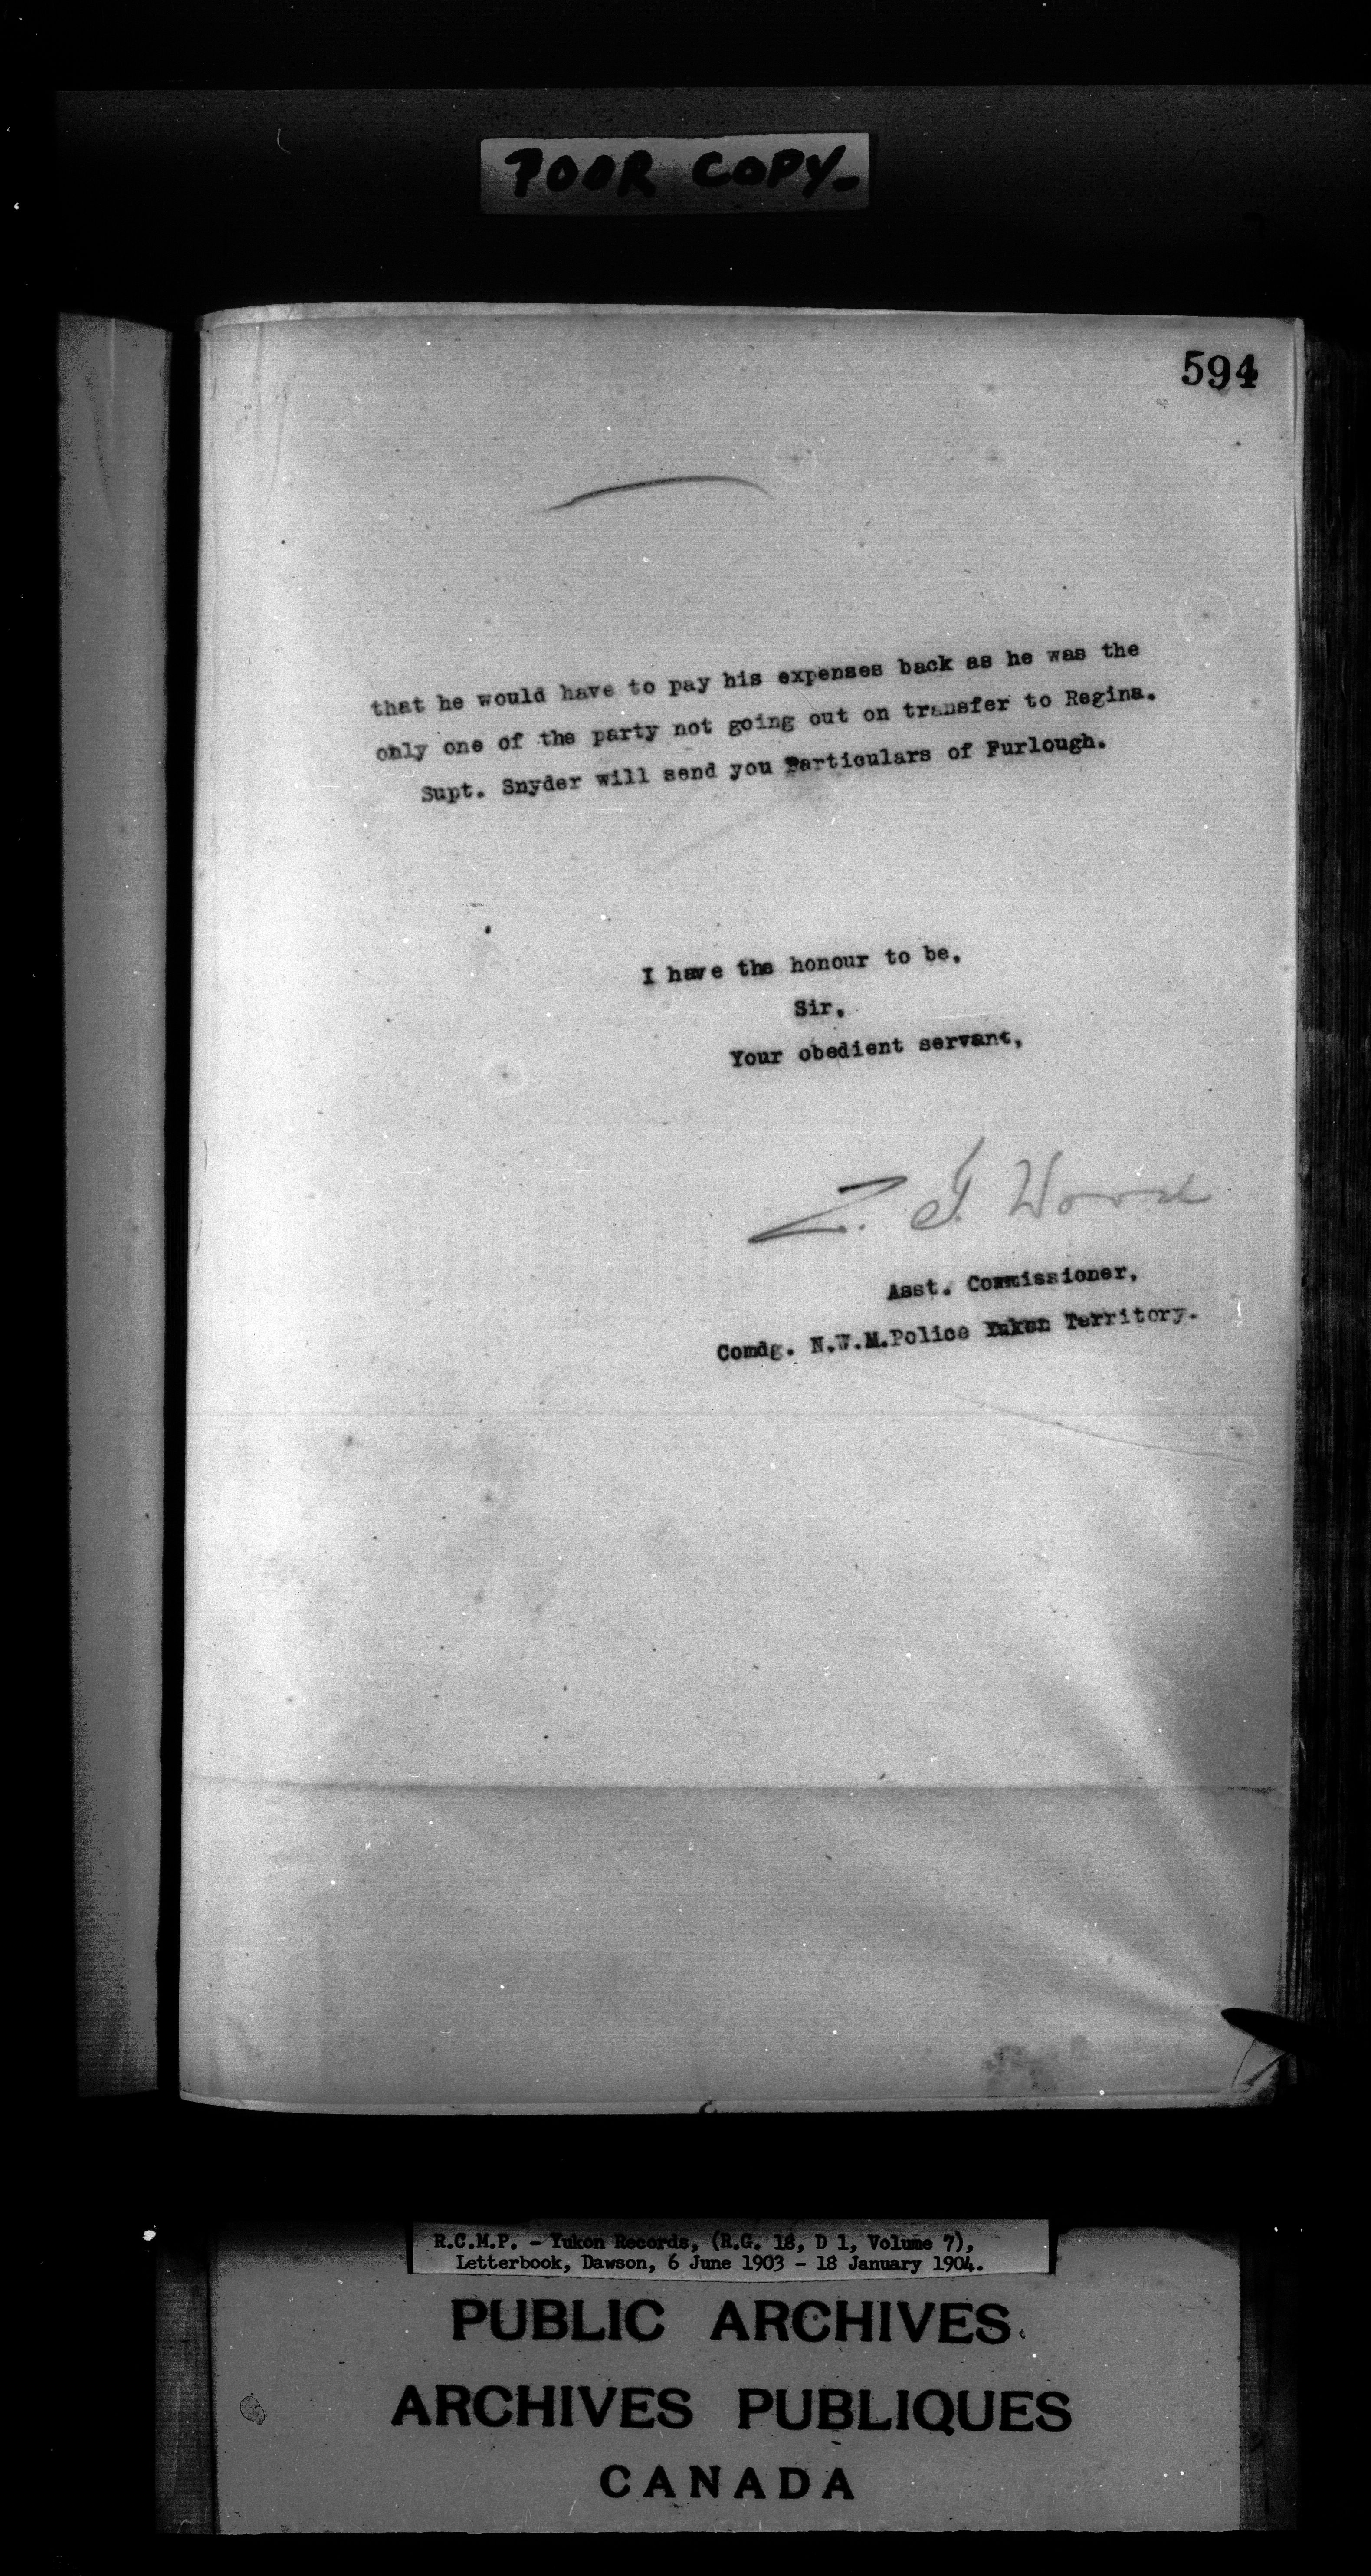 POOR COPY-
594
that he would have to pay his expenses back as he was the
only one of the party not going out on transfer to Regina.
Supt. Snyder will send you Particulars of Furlough.
I have the honour to be.
Sir.
Your obedient servant,
Z. T. Wood
Asst. Commissioner,
Comdg. N.W.M.Police Yukon Territory.
R.C.M.P. - Yukon Records, (R.G. 18, D 1, Volume 7),
Letterbook, Dawson, 6 June 1903 - 18 January 1904.
PUBLIC ARCHIVES
ARCHIVES PUBLIQUES
CANADA